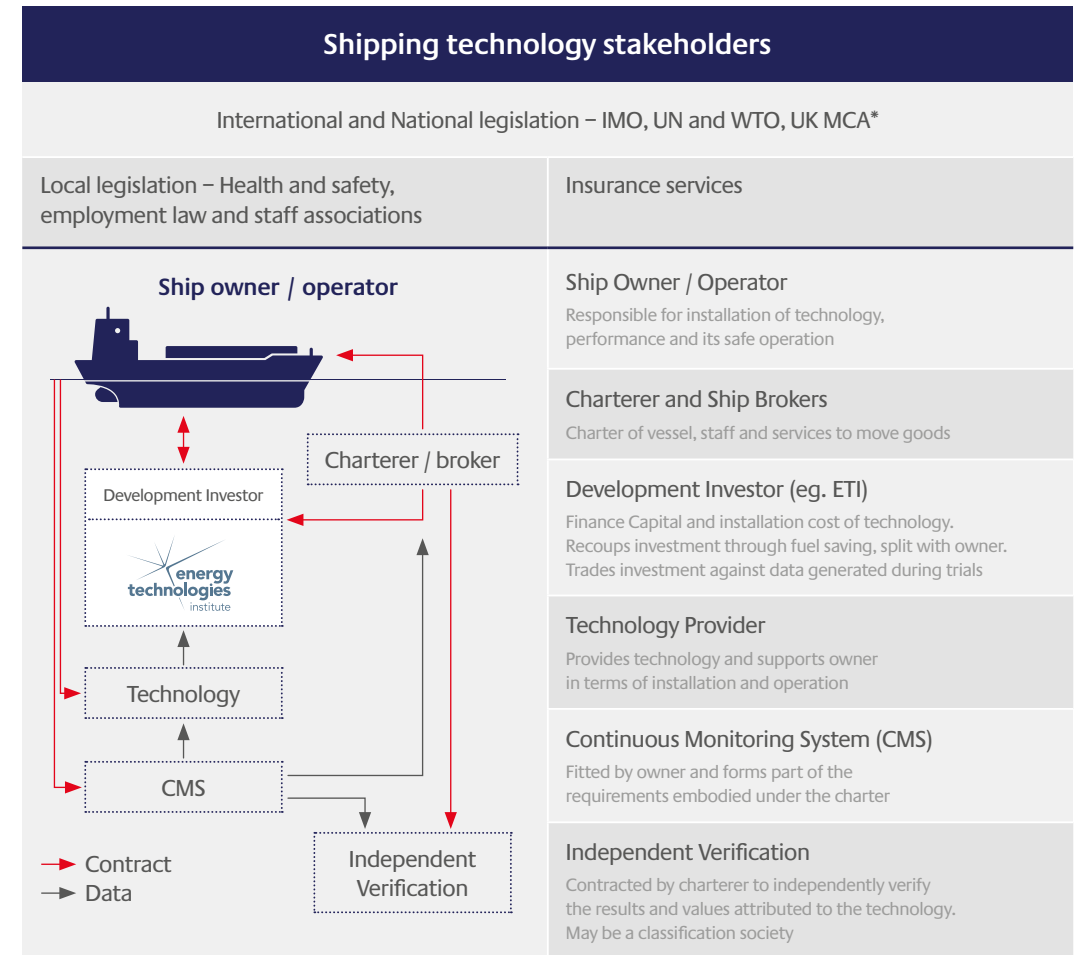 Shipping technology stakeholders
International and National legislation – IMO, UN and WTO, UK MCA*
Local legislation – Health and safety,
employment law and staff associations
Insurance services
Ship owner / operator
Charterer / broker
Development Investor
energy
technologies
institute
Technology
CMS
Independent
Verification
Contract
Data
Ship Owner / Operator
Responsible for installation of technology,
performance and its safe operation
Charterer and Ship Brokers
Charter of vessel, staff and services to move goods
Development Investor (eg. ETI)
Finance Capital and installation cost of technology.
Recoups investment through fuel saving, split with owner.
Trades investment against data generated during trials
Technology Provider
Provides technology and supports owner
in terms of installation and operation
Continuous Monitoring System (CMS)
Fitted by owner and forms part of the
requirements embodied under the charter
Independent Verification
Contracted by charterer to independently verify
the results and values attributed to the technology.
May be a classification society